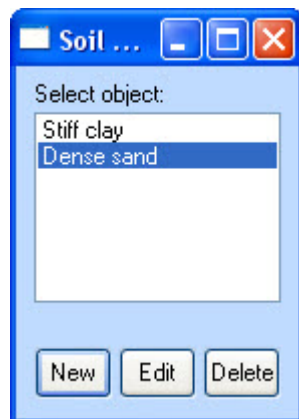 Soil ...
Select object:
Stiff clay
Dense sand
New Edit Delete